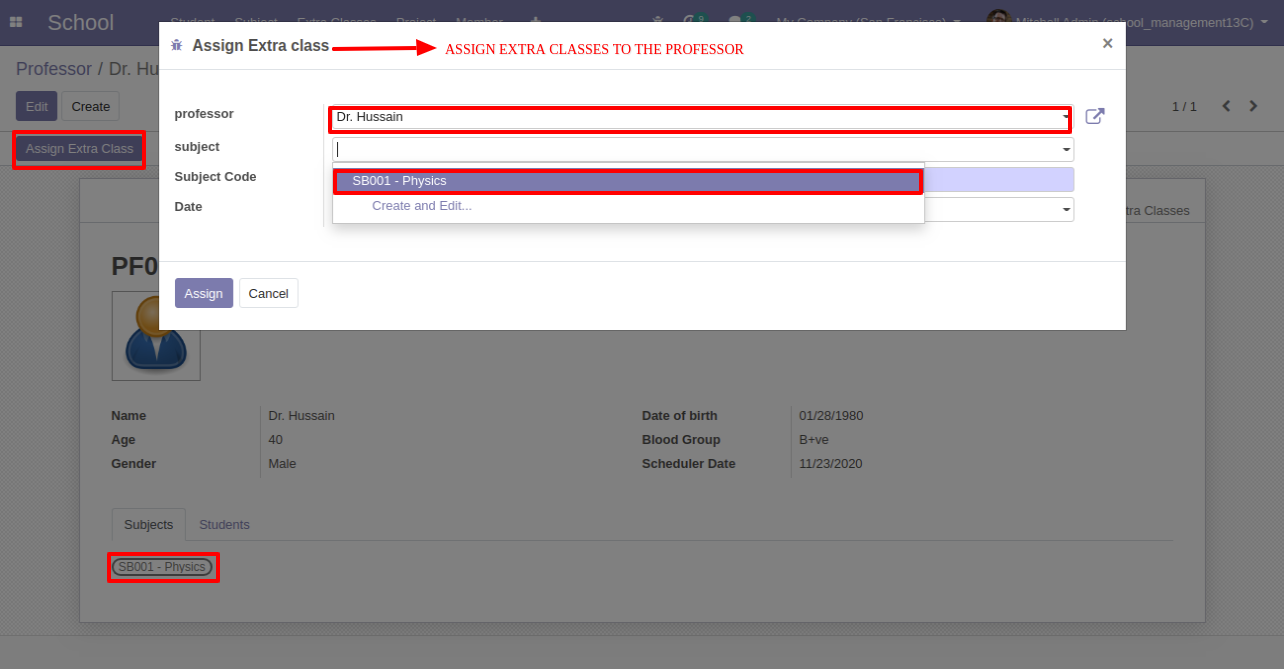 School Student Subject Extra Classes Project Member 9 2 My Company (San Francisco) Mitchell Admin (school_management13C)
Assign Extra class ASSIGN EXTRA CLASSES TO THE PROFESSOR ×
Professor / Dr. Hu
Edit Create 1 / 1
Assign Extra Class
professor Dr. Hussain
subject
Subject Code
SB001 - Physics
Create and Edit...
Date
tra Classes
PF0
Assign Cancel
Name Dr. Hussain Date of birth 01/28/1980
Age 40 Blood Group B+ve
Gender Male Scheduler Date 11/23/2020
Subjects Students
SB001 - Physics